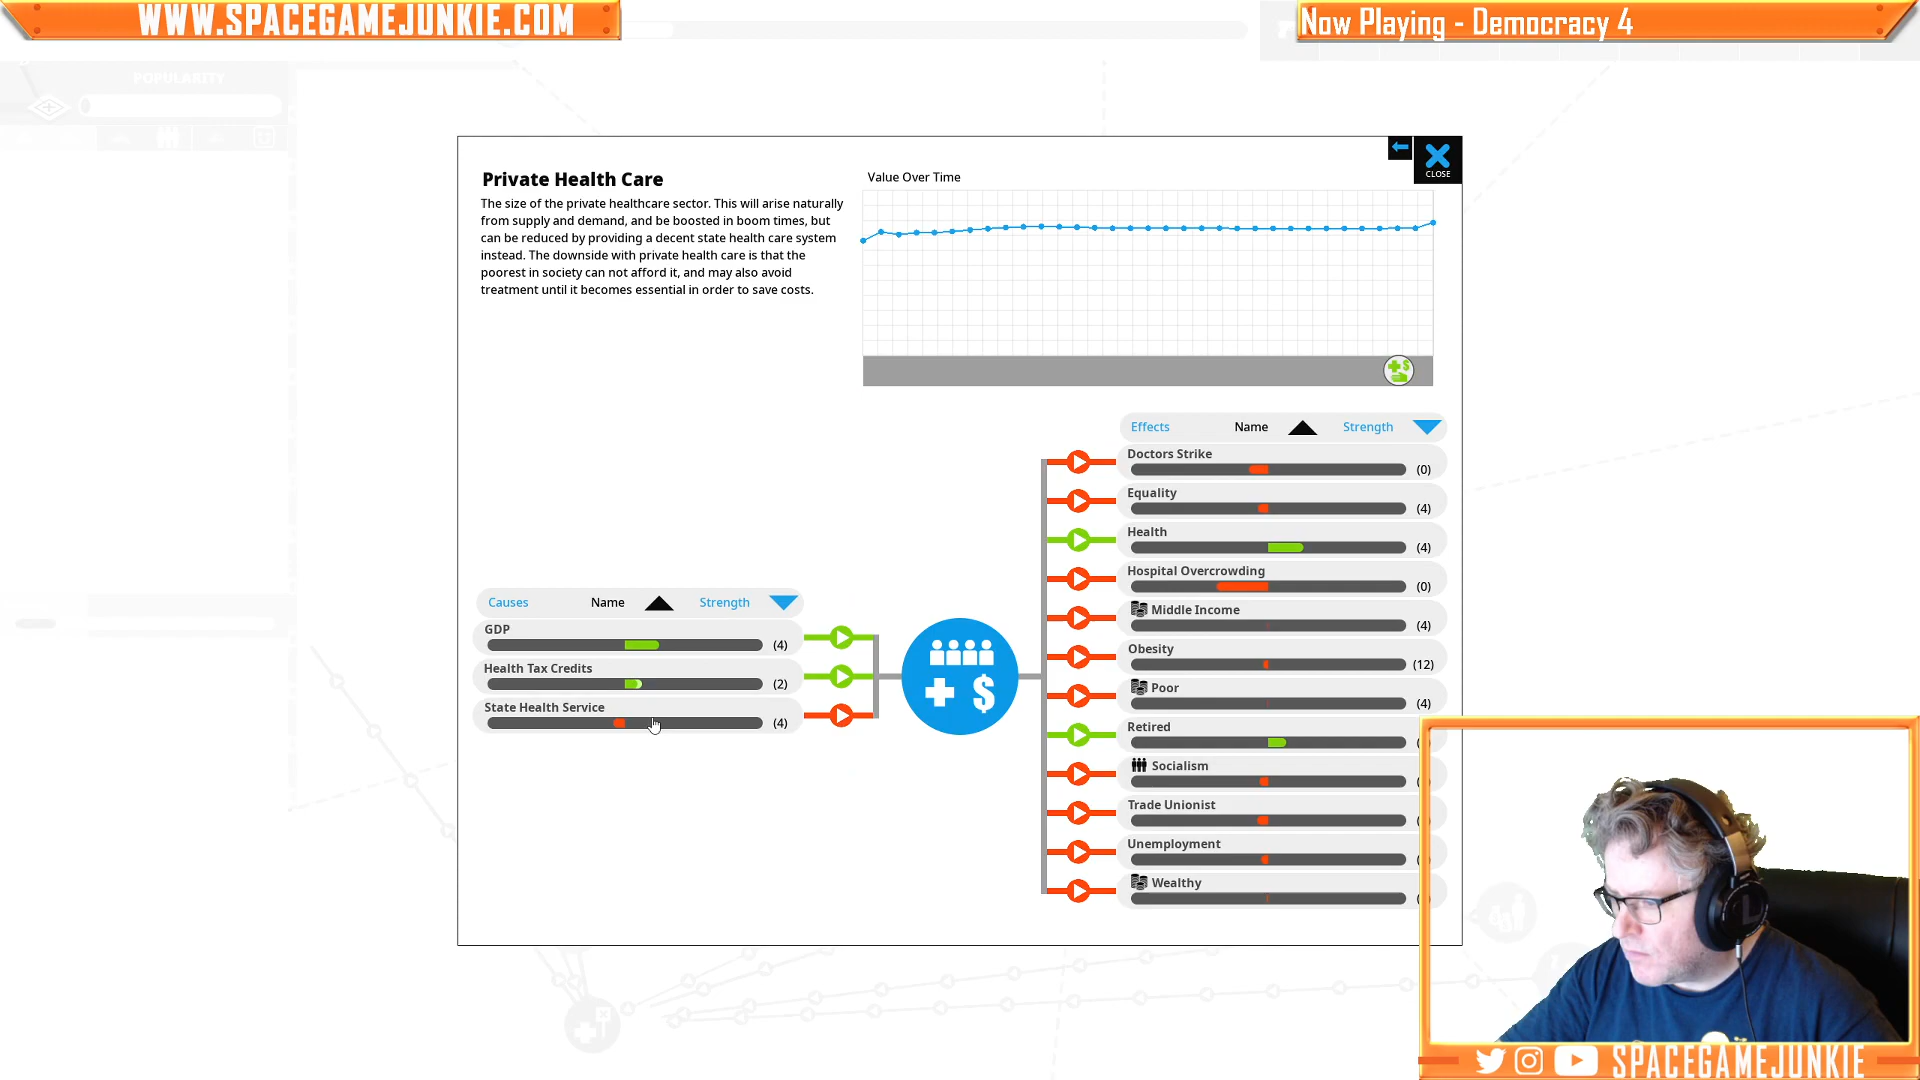 WWW.SPACEGAMEJUNKIE.COM
Now Playing - Democracy 4
POPULARITY
CLOSE
Private Health Care
The size of the private healthcare sector. This will arise naturally
from supply and demand, and be boosted in boom times, but
can be reduced by providing a decent state health care system
instead. The downside with private health care is that the
poorest in society can not afford it, and may also avoid
treatment until it becomes essential in order to save costs.
Value Over Time
Effects Name Strength
Doctors Strike
(0)
Equality
(4)
Health
(4)
Hospital Overcrowding
(0)
Middle Income
(4)
Obesity
(12)
Poor
(4)
Retired
Socialism
Trade Unionist
Unemployment
Wealthy
Causes Name Strength
GDP
(4)
Health Tax Credits
(2)
State Health Service
(4)
SPACEGAMEJUNKIE